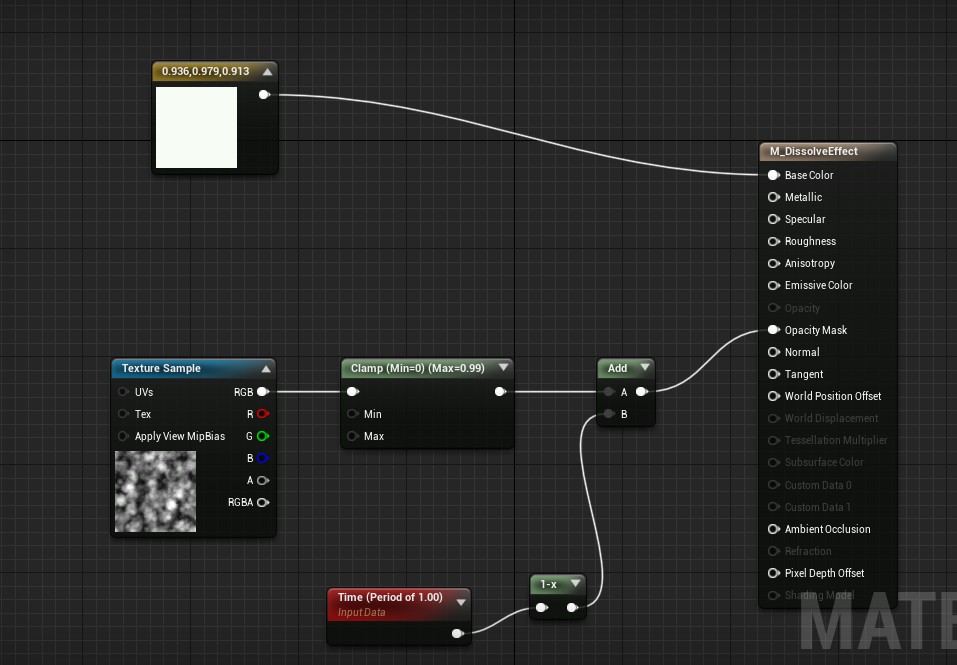 0.936,0.979,0.913
M_DissolveEffect
Base Color
Metallic
Specular
Roughness
Anisotropy
Emissive Color
Opacity
Opacity Mask
Normal
Tangent
World Position Offset
World Displacement
Tessellation Multiplier
Subsurface Color
Custom Data 0
Custom Data 1
Ambient Occlusion
Refraction
Pixel Depth Offset
Shading Model
Texture Sample
UVs RGB
Tex R
Apply View MipBias G
B
A
RGBA
Clamp (Min=0) (Max=0.99)
Min
Max
Add
A
B
Time (Period of 1.00)
Input Data
1-x
MATE